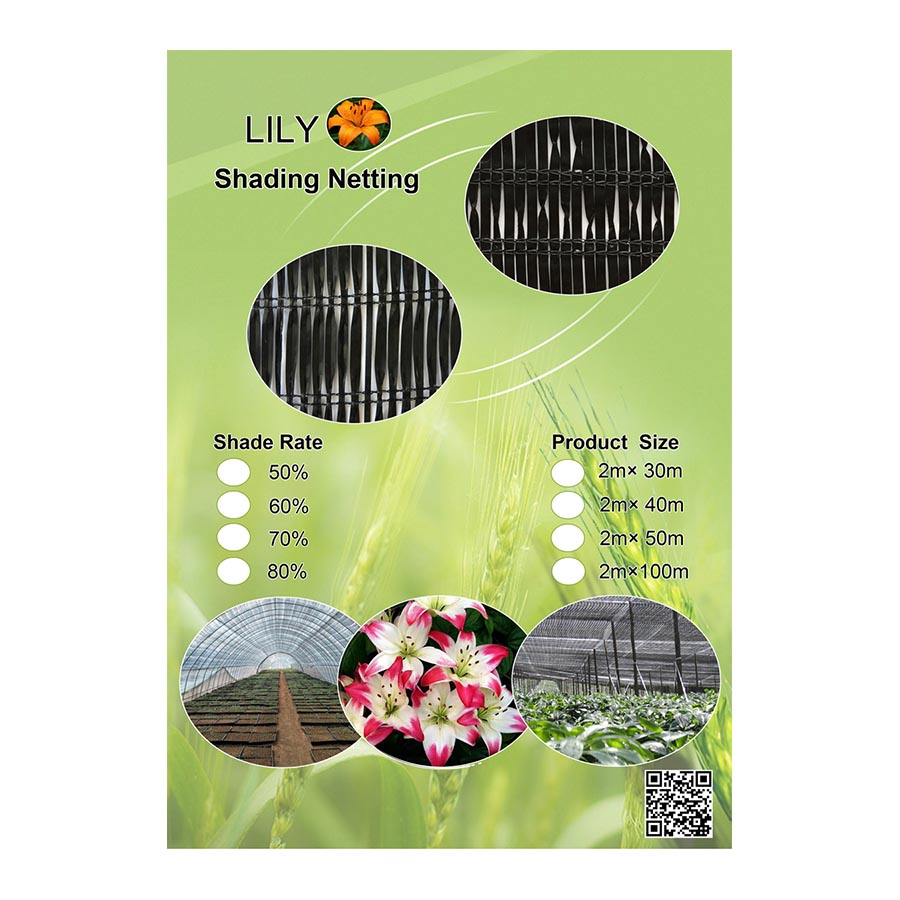 LILY
Shading Netting
Shade Rate
50%
60%
70%
80%
Product Size
2m× 30m
2m× 40m
2m× 50m
2m×100m